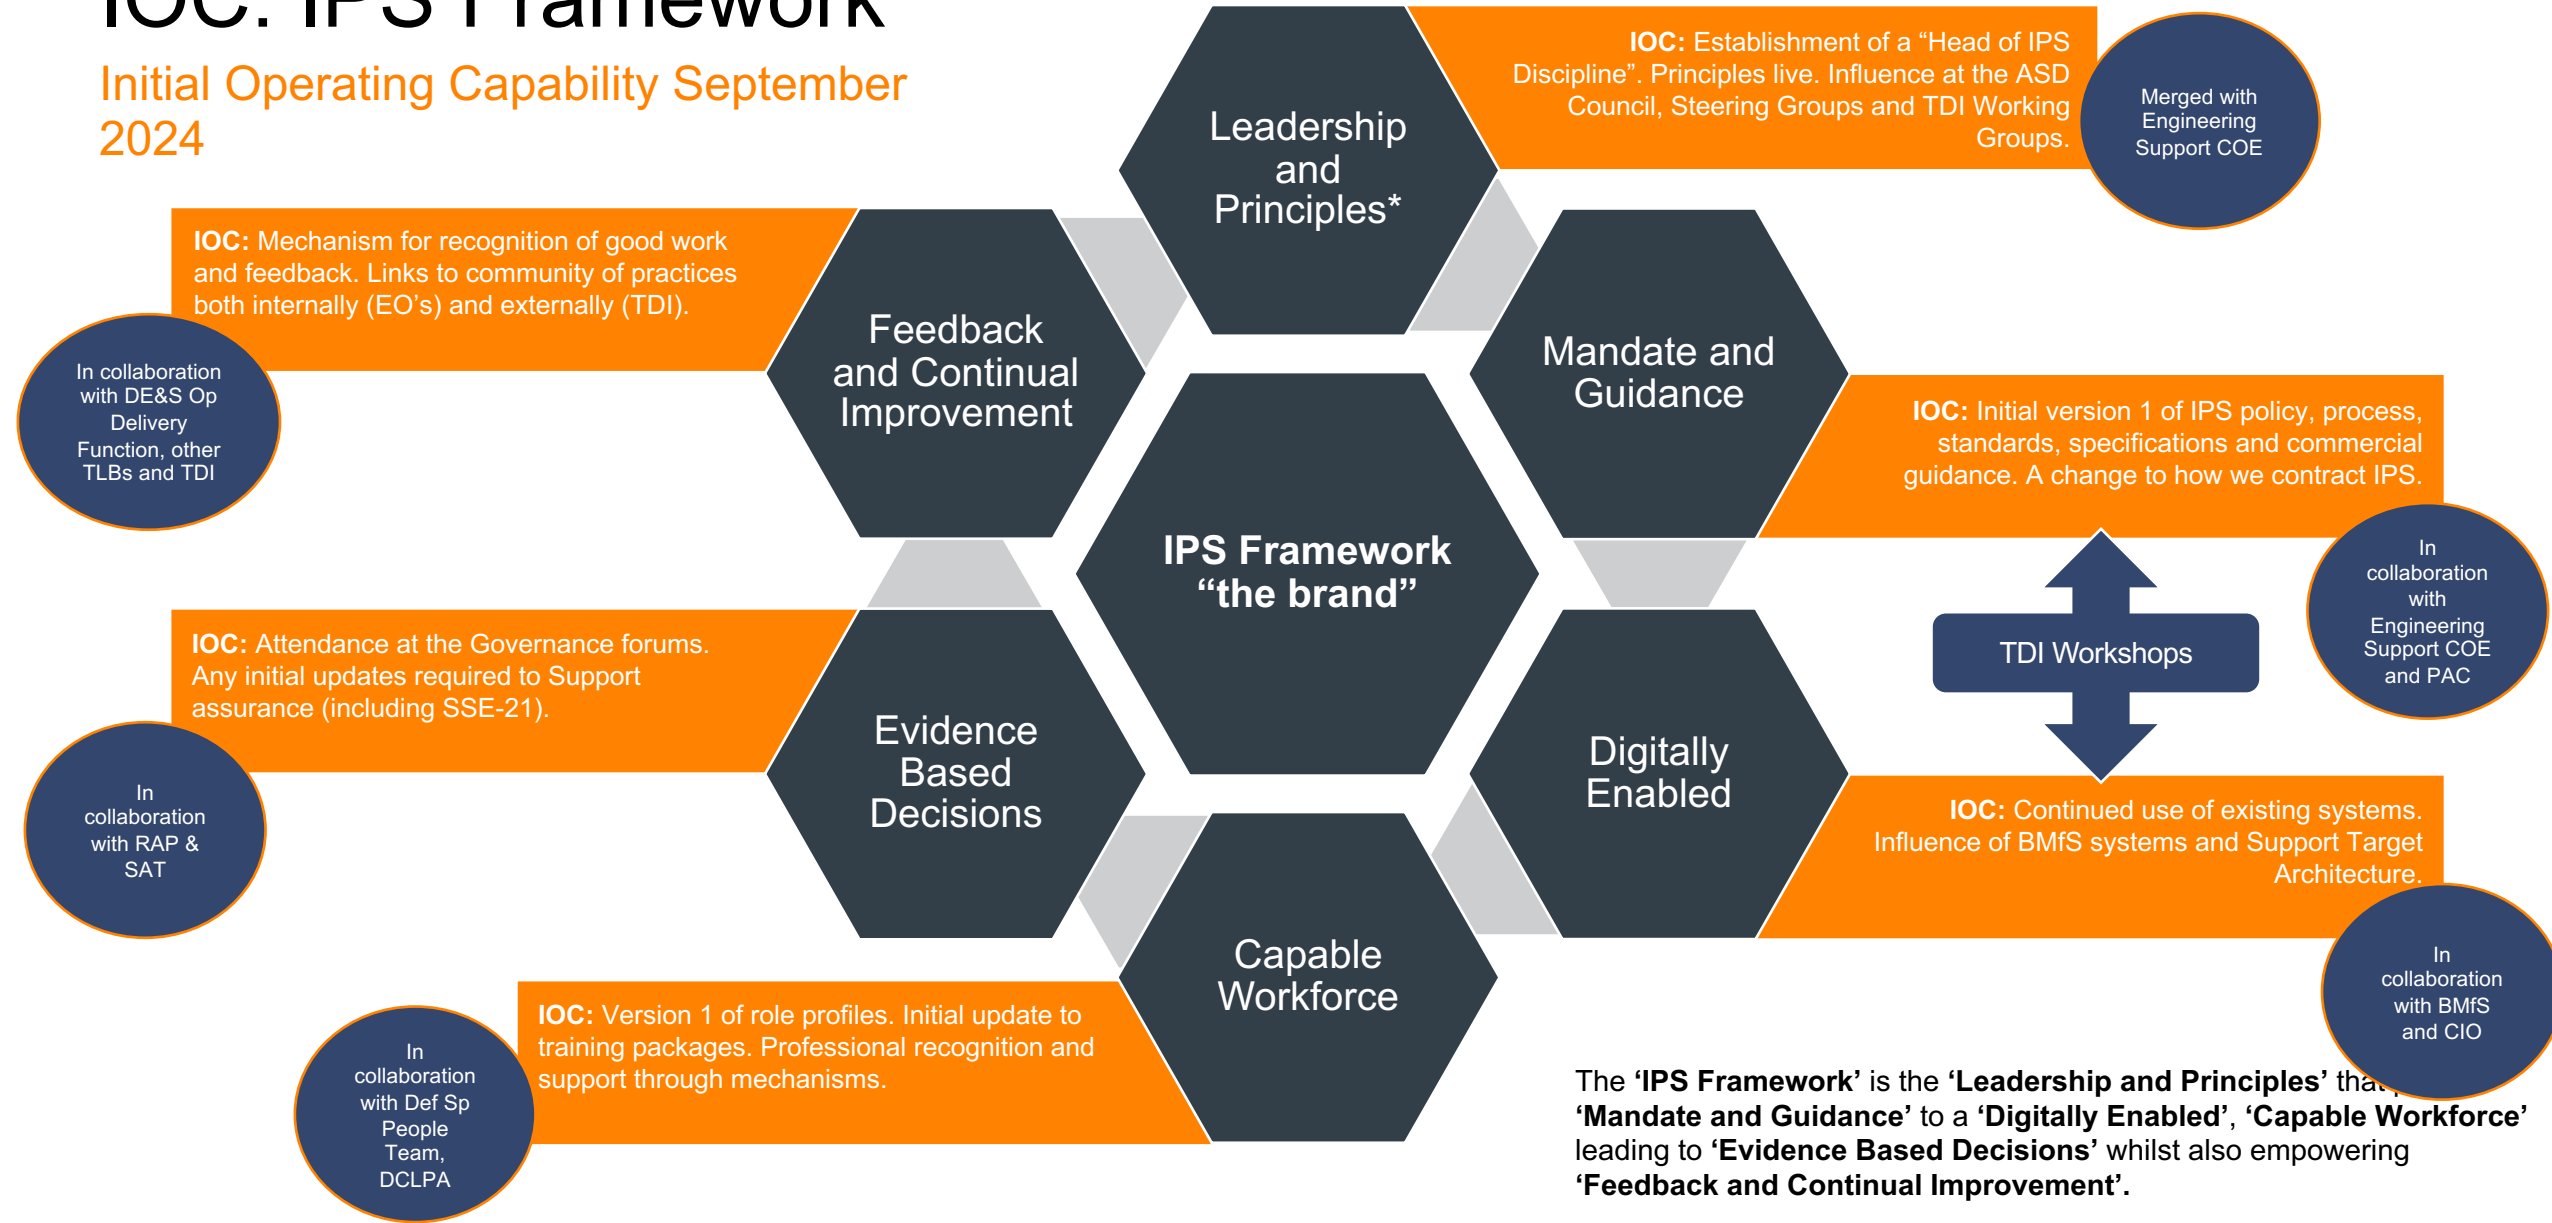 IOC: IPS Framework
Initial Operating Capability September
2024
Leadership
and
Principles*
IOC: Establishment of a “Head of IPS
Discipline”. Principles live. Influence at the ASD
Council, Steering Groups and TDI Working
Groups.
Merged with
Engineering
Support COE
Mandate and
Guidance
IOC: Initial version 1 of IPS policy, process,
standards, specifications and commercial
guidance. A change to how we contract IPS.
In
collaboration
with
Engineering
Support COE
and PAC
TDI Workshops
Digitally
Enabled
IOC: Continued use of existing systems.
Influence of BMfS systems and Support Target
Architecture.
In
collaboration
with BMfS
and CIO
Capable
Workforce
IOC: Version 1 of role profiles. Initial update to
training packages. Professional recognition and
support through mechanisms.
In
collaboration
with Def Sp
People
Team,
DCLPA
Evidence
Based
Decisions
IOC: Attendance at the Governance forums.
Any initial updates required to Support
assurance (including SSE-21).
In
collaboration
with RAP &
SAT
Feedback
and Continual
Improvement
IOC: Mechanism for recognition of good work
and feedback. Links to community of practices
both internally (EO’s) and externally (TDI).
In collaboration
with DE&S Op
Delivery
Function, other
TLBs and TDI
IPS Framework
“the brand”
The ‘IPS Framework’ is the ‘Leadership and Principles’ that
‘Mandate and Guidance’ to a ‘Digitally Enabled’, ‘Capable Workforce’
leading to ‘Evidence Based Decisions’ whilst also empowering
‘Feedback and Continual Improvement’.